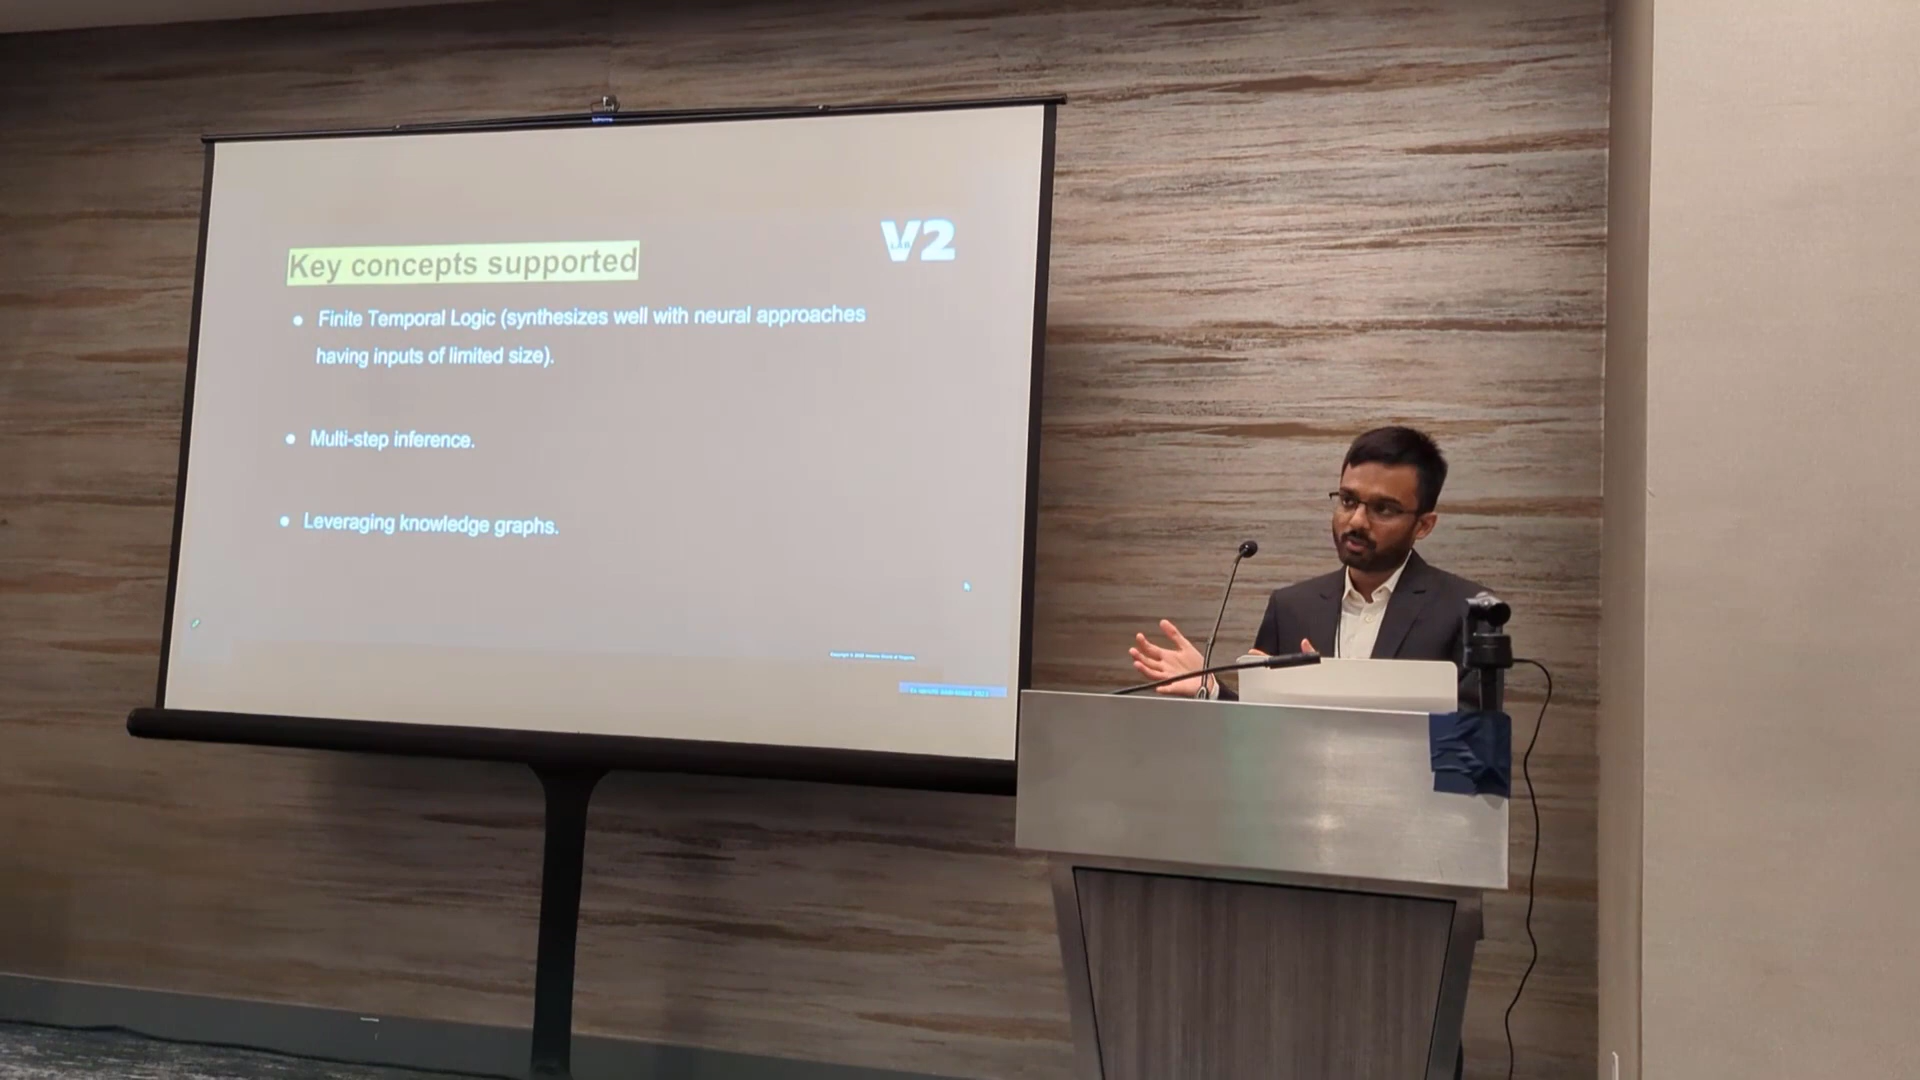 V2
LAB
Key concepts supported
Finite Temporal Logic (synthesizes well with neural approaches
having inputs of limited size).
Multi-step inference.
Leveraging knowledge graphs.